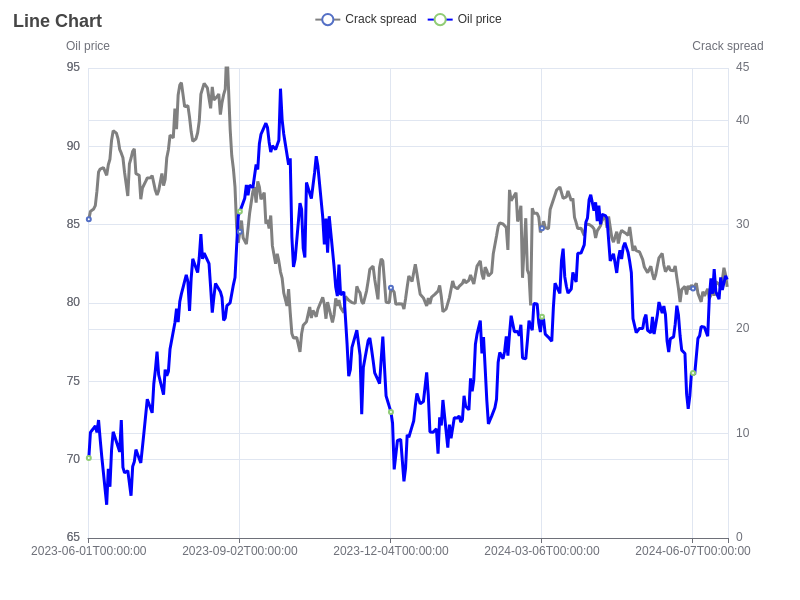 Line Chart
Crack spread
Oil price
Oil price
Crack spread
95
90
85
80
75
70
65
45
40
30
20
10
0
2023-06-01T00:00:00
2023-09-02T00:00:00
2023-12-04T00:00:00
2024-03-06T00:00:00
2024-06-07T00:00:00